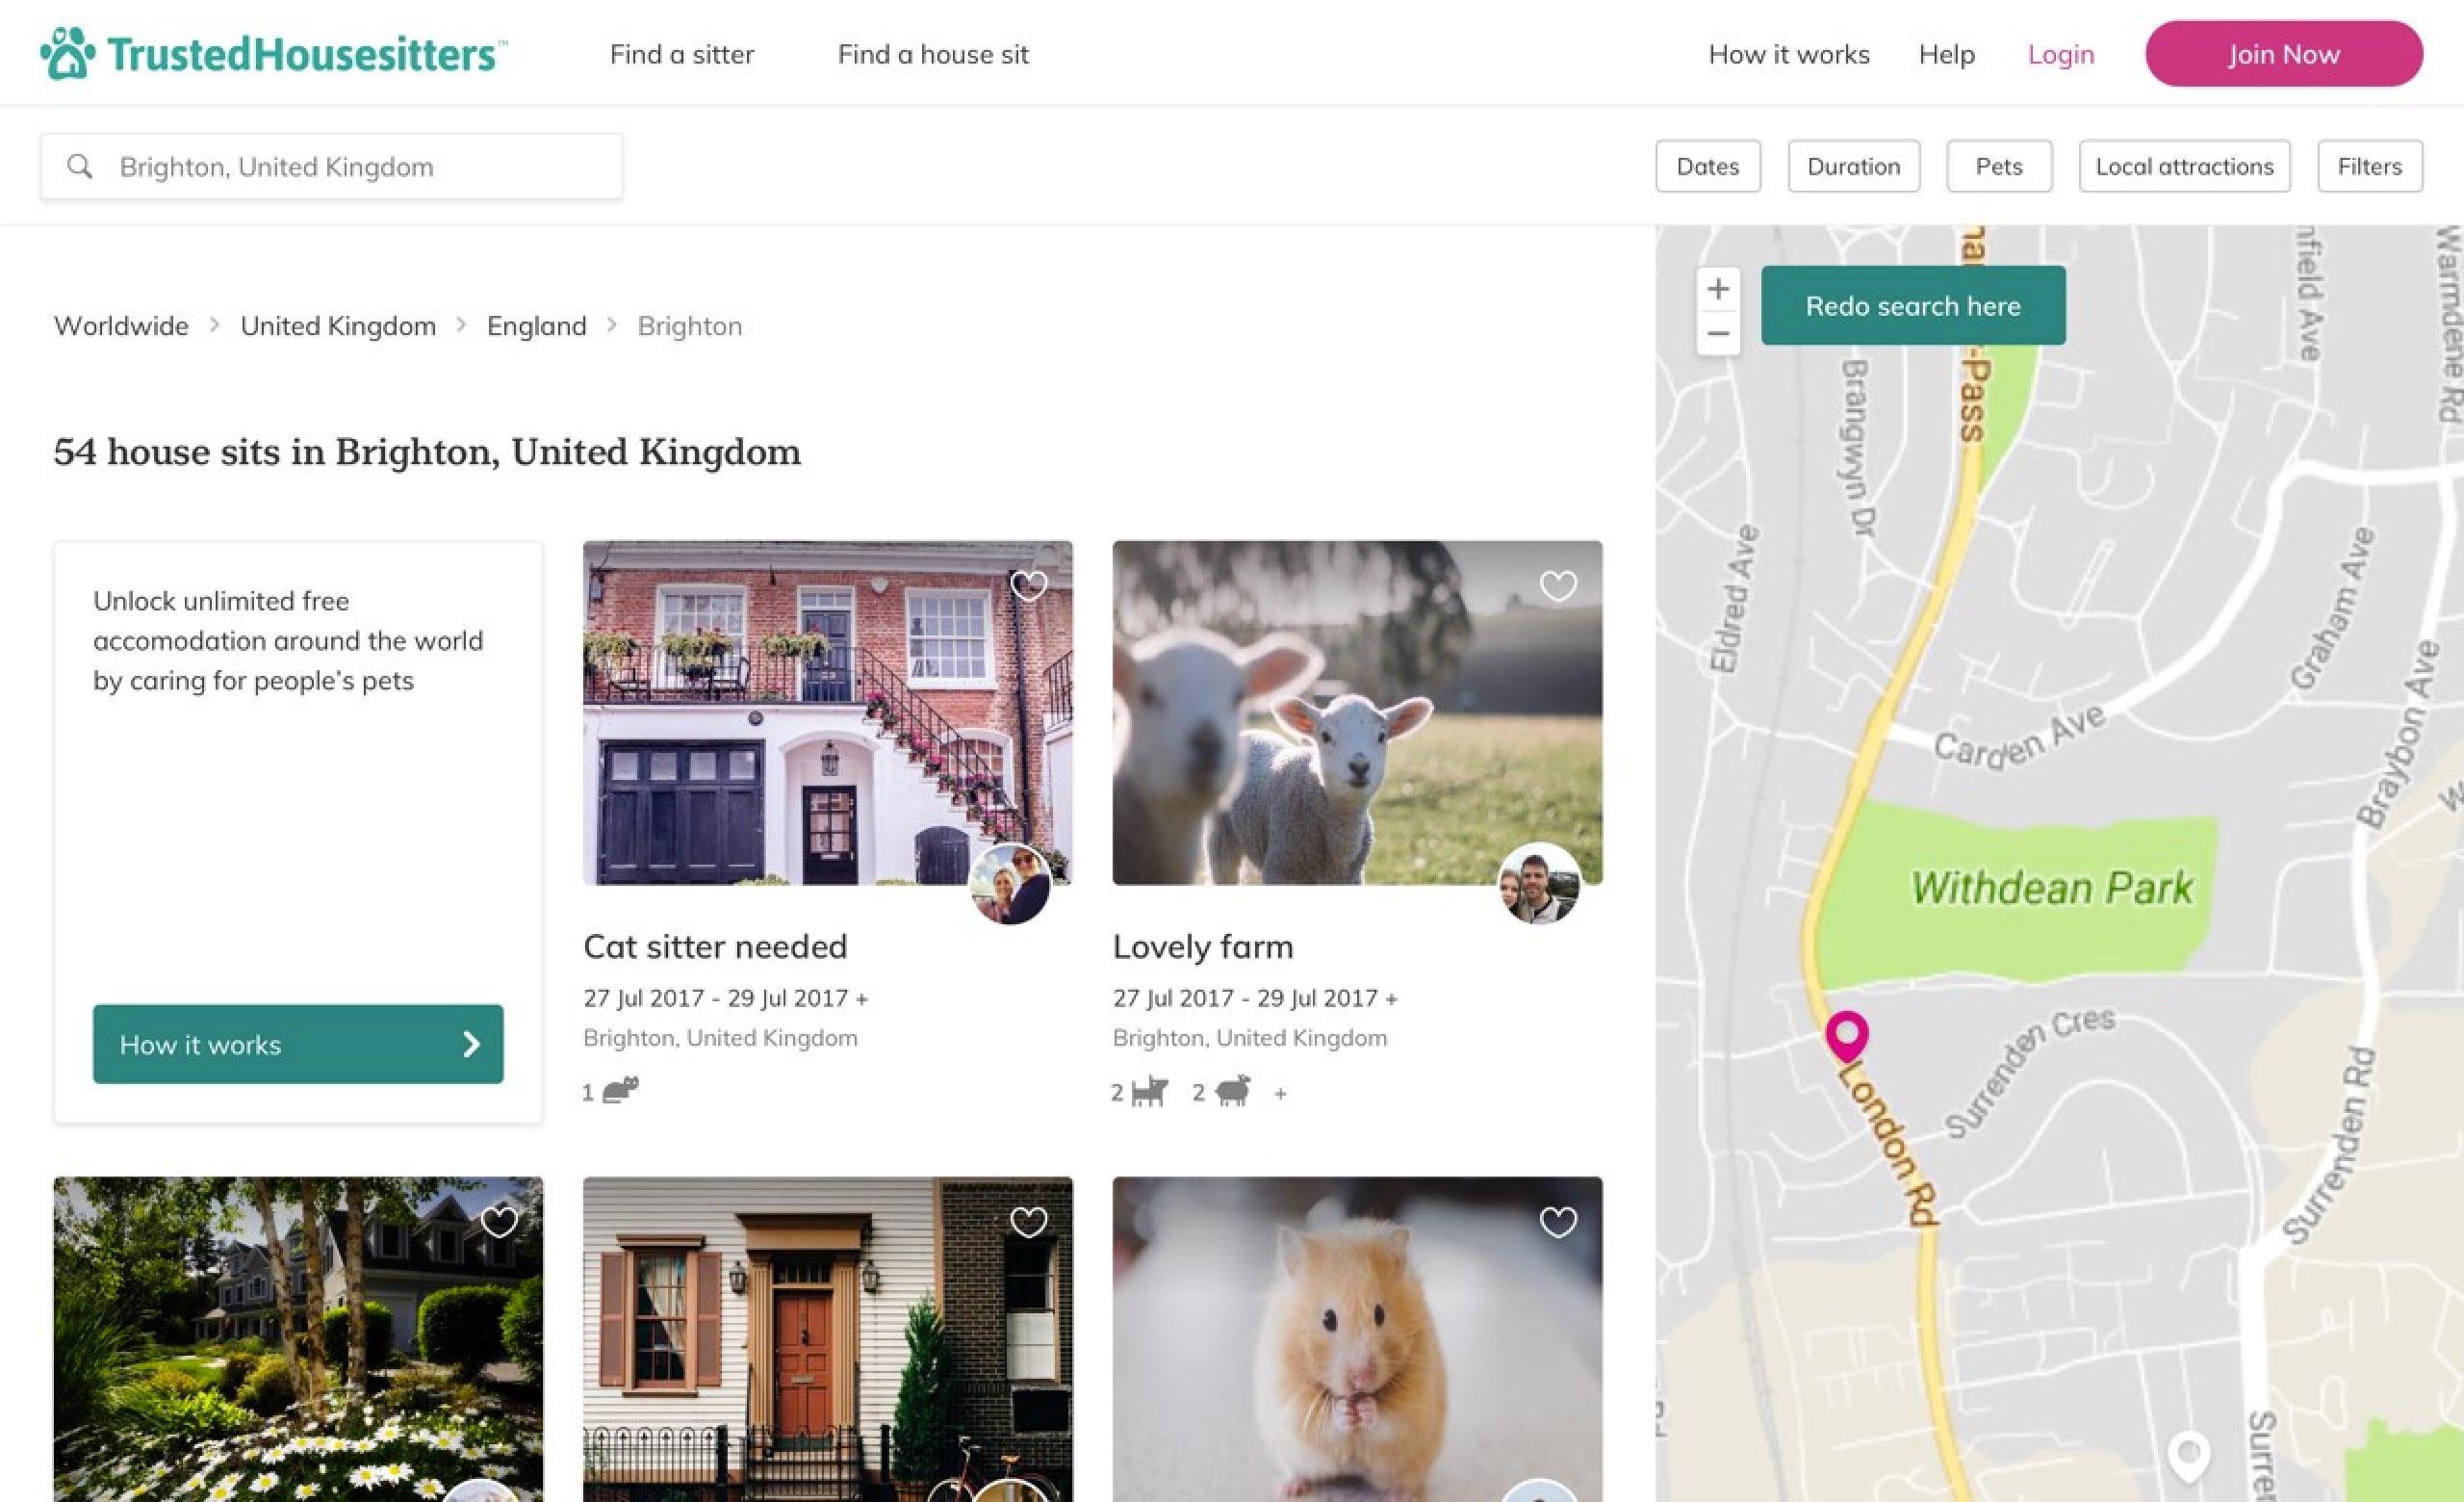 TrustedHousesitters™
Find a sitter
Find a house sit
How it works
Help
Login
Join Now
Brighton, United Kingdom
Dates
Duration
Pets
Local attractions
Filters
Worldwide > United Kingdom > England > Brighton
54 house sits in Brighton, United Kingdom
Unlock unlimited free
accomodation around the world
by caring for people's pets
How it works
Cat sitter needed
27 Jul 2017 - 29 Jul 2017 +
Brighton, United Kingdom
1
Lovely farm
27 Jul 2017 - 29 Jul 2017 +
Brighton, United Kingdom
2 2 +
+
Redo search here
−
-Pass
Brangwyn Dr
nfield Ave
Warmdene Rd
Eldred Ave
Graham Ave
Carden Ave
Braybon Ave
Withdean Park
Surrenden Cres
London Rd
Surrenden Rd
Surren